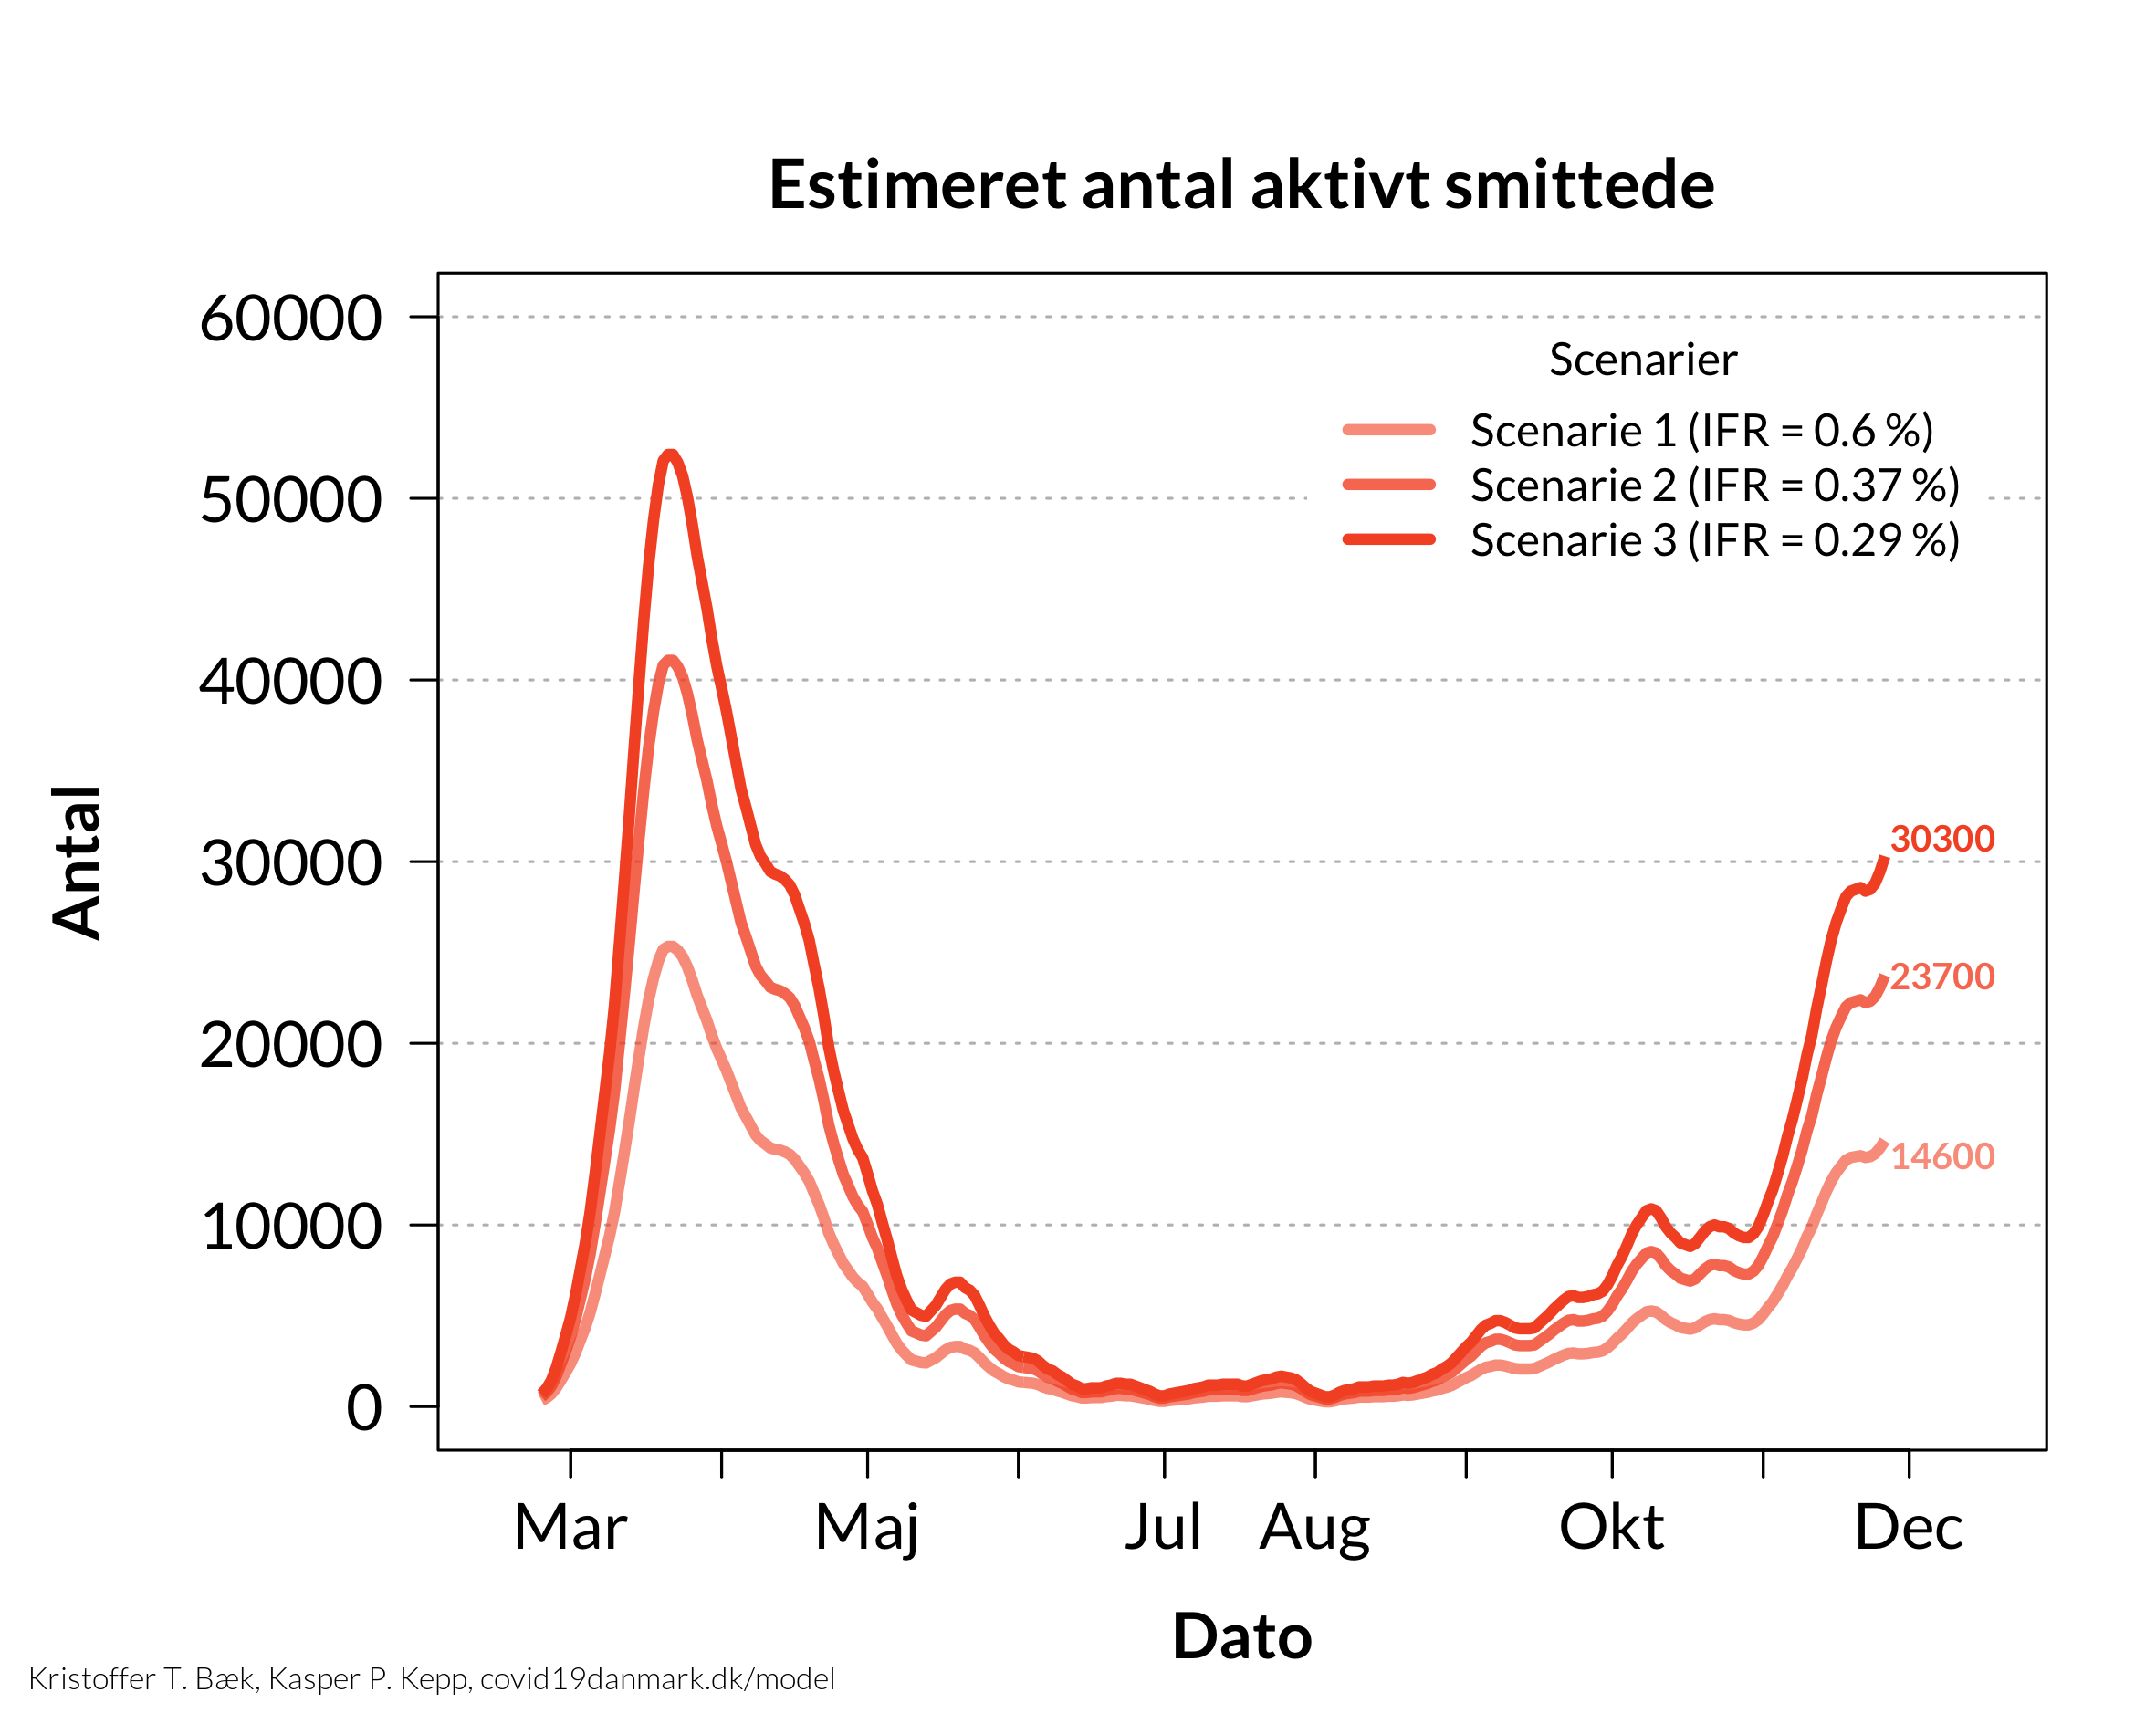 Estimeret antal aktivt smittede
60000
50000
40000
30000
20000
10000
0
Antal
Scenarier
Scenarie 1 (IFR = 0.6 %)
Scenarie 2 (IFR = 0.37 %)
Scenarie 3 (IFR = 0.29 %)
30300
23700
14600
Mar Maj Jul Aug Okt Dec
Dato
Kristoffer T. Bæk, Kasper P. Kepp, covid19danmark.dk/model